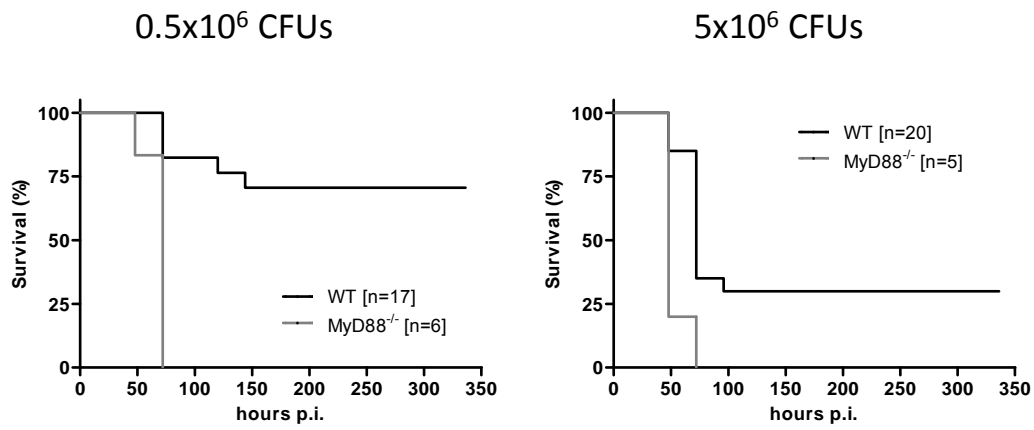 0.5x10⁶ CFUs
5x10⁶ CFUs
Survival (%)
100
75
50
25
0
WT [n=17]
MyD88⁻/⁻ [n=6]
0 50 100 150 200 250 300 350
hours p.i.
Survival (%)
100
75
50
25
0
WT [n=20]
MyD88⁻/⁻ [n=5]
0 50 100 150 200 250 300 350
hours p.i.